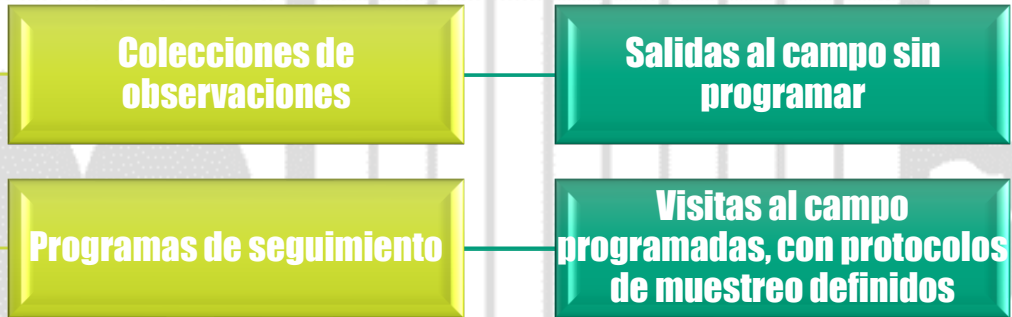 Colecciones de
observaciones
Salidas al campo sin
programar
Programas de seguimiento
Visitas al campo
programadas, con protocolos
de muestreo definidos